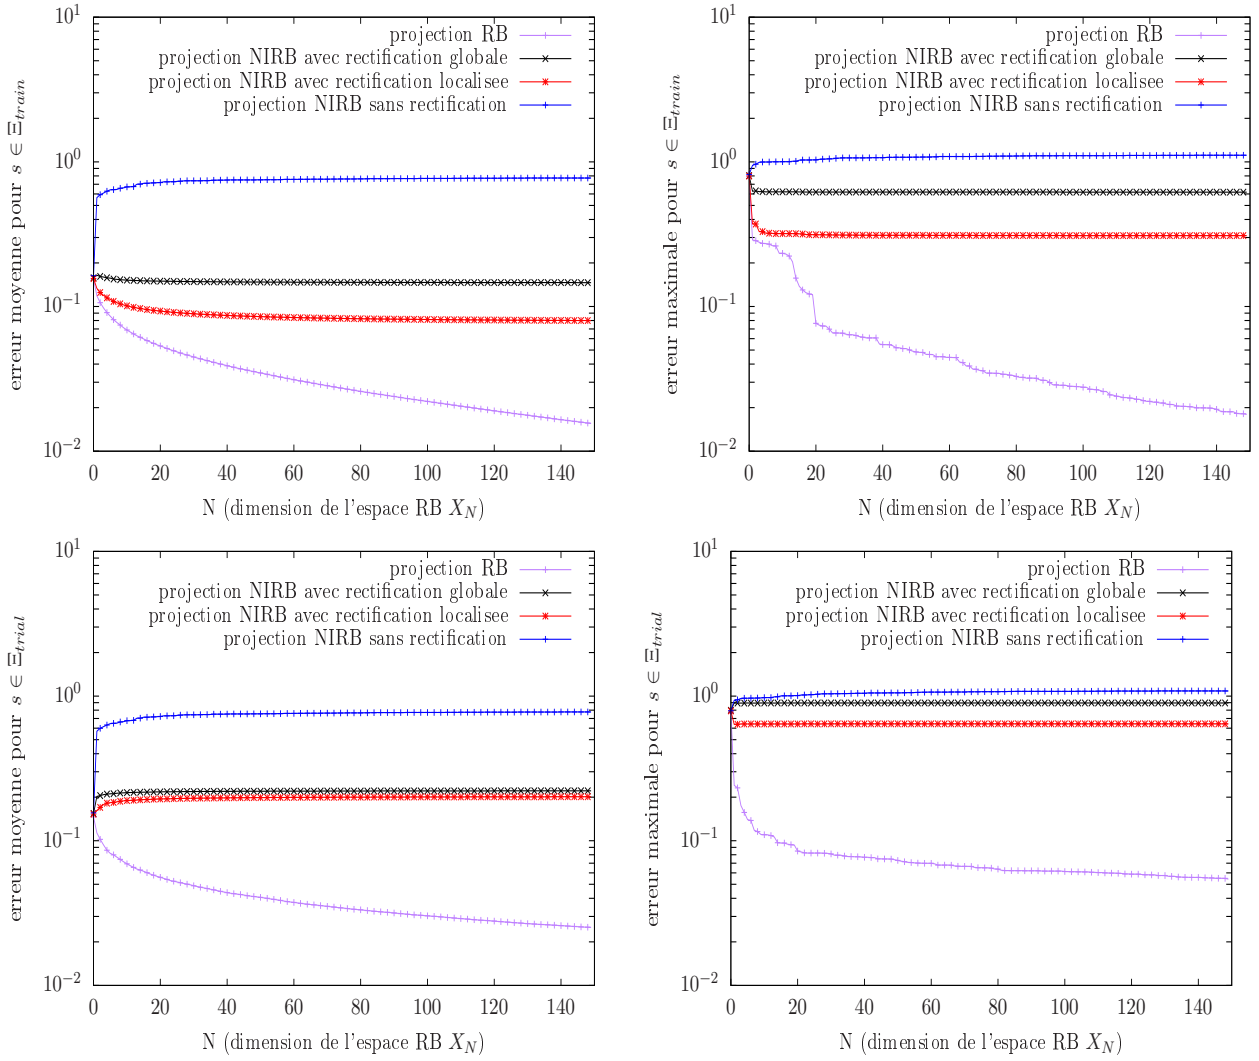 projection RB
projection NIRB avec rectification globale
projection NIRB avec rectification localisee
projection NIRB sans rectification
erreur moyenne pour s ∈ Ξ_train
10^1
10^0
10^−1
10^−2
0 20 40 60 80 100 120 140
N (dimension de l'espace RB X_N)
projection RB
projection NIRB avec rectification globale
projection NIRB avec rectification localisee
projection NIRB sans rectification
erreur maximale pour s ∈ Ξ_train
10^1
10^0
10^−1
10^−2
0 20 40 60 80 100 120 140
N (dimension de l'espace RB X_N)
projection RB
projection NIRB avec rectification globale
projection NIRB avec rectification localisee
projection NIRB sans rectification
erreur moyenne pour s ∈ Ξ_trial
10^1
10^0
10^−1
10^−2
0 20 40 60 80 100 120 140
N (dimension de l'espace RB X_N)
projection RB
projection NIRB avec rectification globale
projection NIRB avec rectification localisee
projection NIRB sans rectification
erreur maximale pour s ∈ Ξ_trial
10^1
10^0
10^−1
10^−2
0 20 40 60 80 100 120 140
N (dimension de l'espace RB X_N)